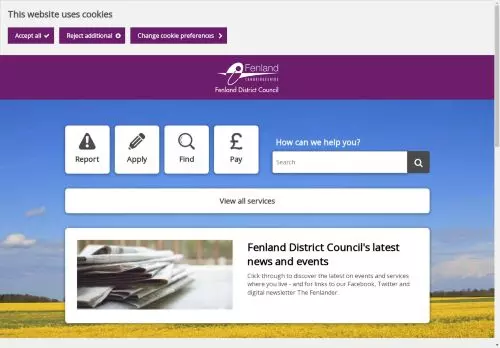 This website uses cookies
Accept all
Reject additional
Change cookie preferences
Fenland
CAMBRIDGESHIRE
Fenland District Council
Report
Apply
Find
£
Pay
How can we help you?
Search
View all services
Fenland District Council's latest
news and events
Click through to discover the latest on events and services
where you live - and for links to our Facebook, Twitter and
digital newsletter The Fenlander.